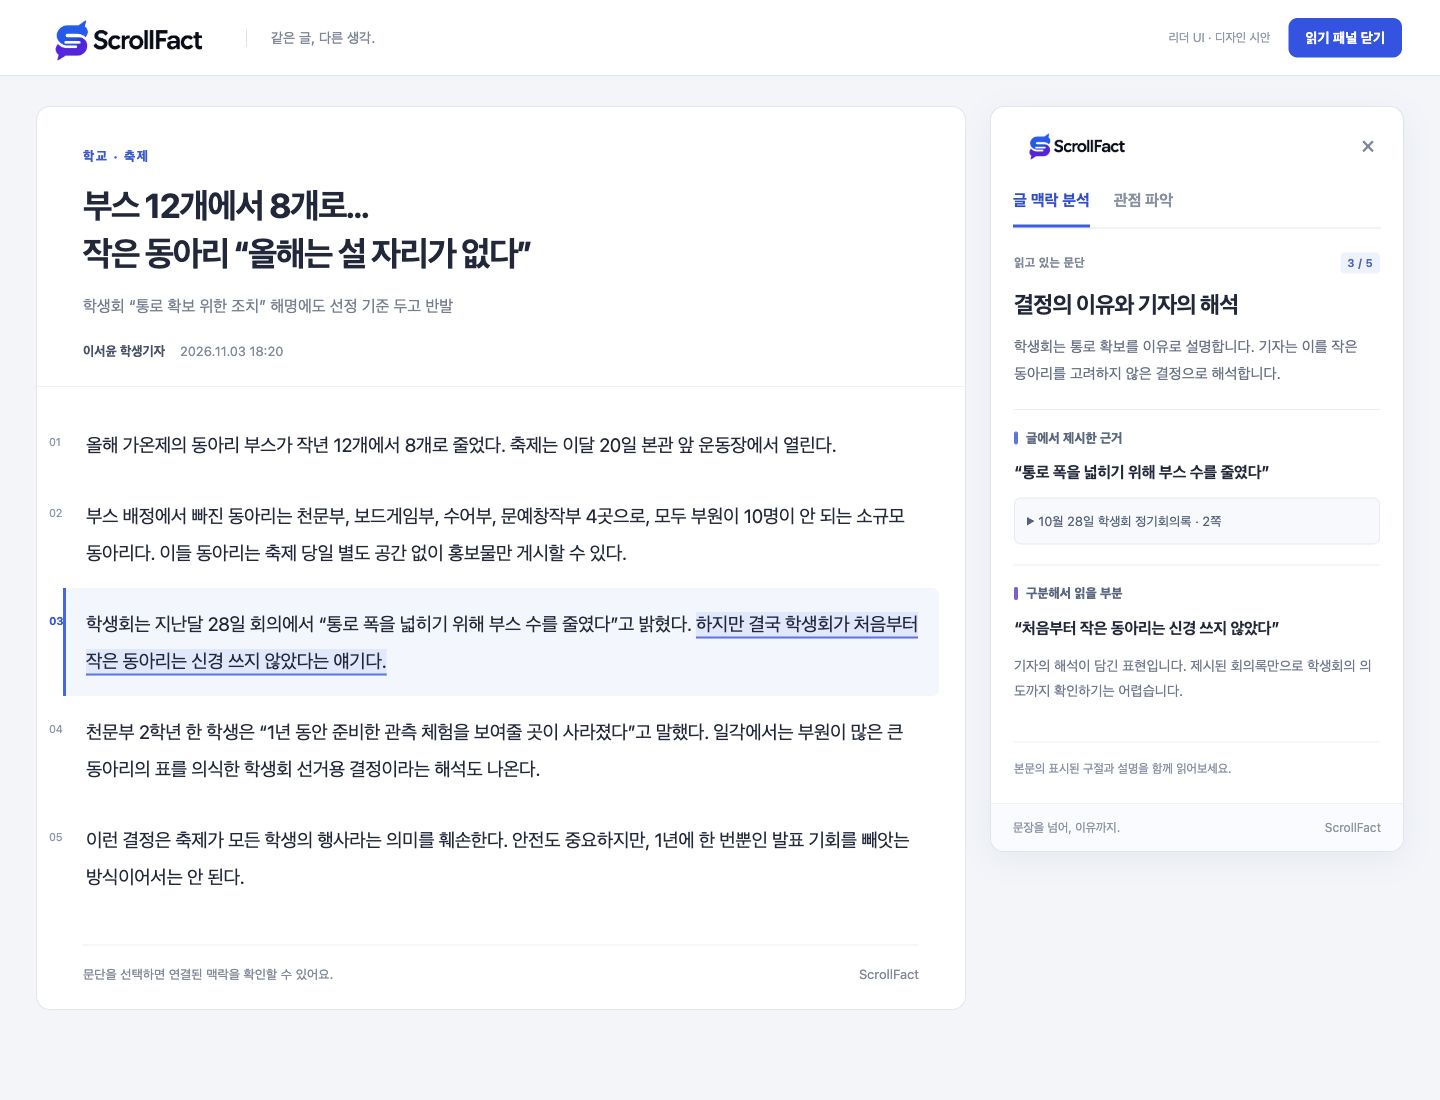 ScrollFact
같은 글, 다른 생각.
리더 UI · 디자인 시안
읽기 패널 닫기
학교 · 축제
부스 12개에서 8개로...
작은 동아리 “올해는 설 자리가 없다”
학생회 “통로 확보 위한 조치” 해명에도 선정 기준 두고 반발
이서윤 학생기자 2026.11.03 18:20
01
올해 가온제의 동아리 부스가 작년 12개에서 8개로 줄었다. 축제는 이달 20일 본관 앞 운동장에서 열린다.
02
부스 배정에서 빠진 동아리는 천문부, 보드게임부, 수어부, 문예창작부 4곳으로, 모두 부원이 10명이 안 되는 소규모
동아리다. 이들 동아리는 축제 당일 별도 공간 없이 홍보물만 게시할 수 있다.
03
학생회는 지난달 28일 회의에서 “통로 폭을 넓히기 위해 부스 수를 줄였다”고 밝혔다. 하지만 결국 학생회가 처음부터
작은 동아리는 신경 쓰지 않았다는 얘기다.
04
천문부 2학년 한 학생은 “1년 동안 준비한 관측 체험을 보여줄 곳이 사라졌다”고 말했다. 일각에서는 부원이 많은 큰
동아리의 표를 의식한 학생회 선거용 결정이라는 해석도 나온다.
05
이런 결정은 축제가 모든 학생의 행사라는 의미를 훼손한다. 안전도 중요하지만, 1년에 한 번뿐인 발표 기회를 빼앗는
방식이어서는 안 된다.
문단을 선택하면 연결된 맥락을 확인할 수 있어요.
ScrollFact
ScrollFact
×
글 맥락 분석
관점 파악
읽고 있는 문단
3 / 5
결정의 이유와 기자의 해석
학생회는 통로 확보를 이유로 설명합니다. 기자는 이를 작은
동아리를 고려하지 않은 결정으로 해석합니다.
글에서 제시한 근거
“통로 폭을 넓히기 위해 부스 수를 줄였다”
▶ 10월 28일 학생회 정기회의록 · 2쪽
구분해서 읽을 부분
“처음부터 작은 동아리는 신경 쓰지 않았다”
기자의 해석이 담긴 표현입니다. 제시된 회의록만으로 학생회의 의
도까지 확인하기는 어렵습니다.
본문의 표시된 구절과 설명을 함께 읽어보세요.
문장을 넘어, 이유까지.
ScrollFact